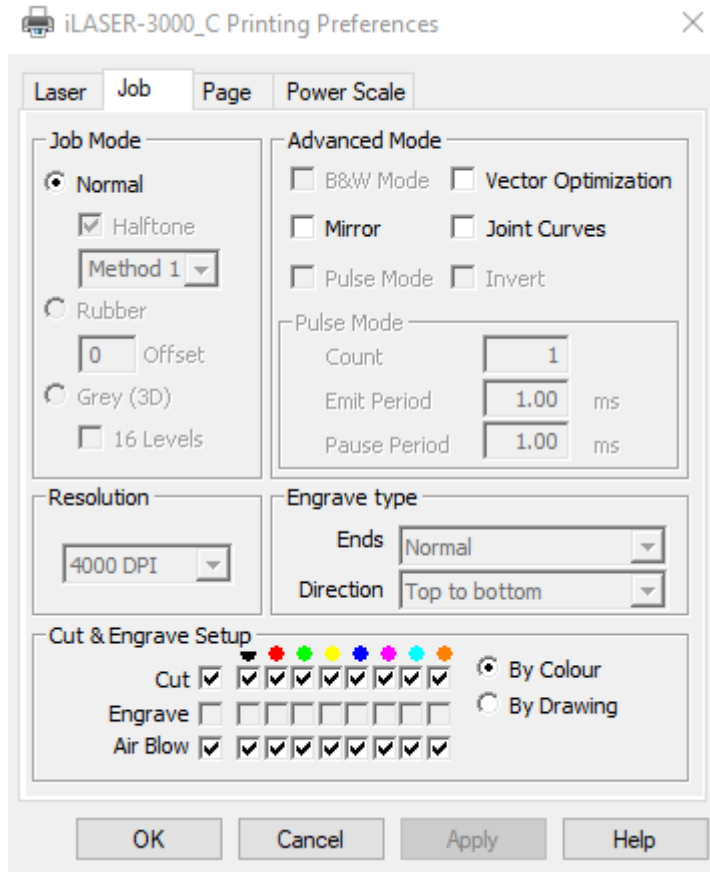 iLASER-3000_C Printing Preferences
Laser Job Page Power Scale
Job Mode
Normal
Halftone
Method 1
Rubber
0 Offset
Grey (3D)
16 Levels
Advanced Mode
B&W Mode Vector Optimization
Mirror Joint Curves
Pulse Mode Invert
Pulse Mode
Count 1
Emit Period 1.00 ms
Pause Period 1.00 ms
Resolution
4000 DPI
Engrave type
Ends Normal
Direction Top to bottom
Cut & Engrave Setup
Cut
Engrave
Air Blow
By Colour
By Drawing
OK Cancel Apply Help